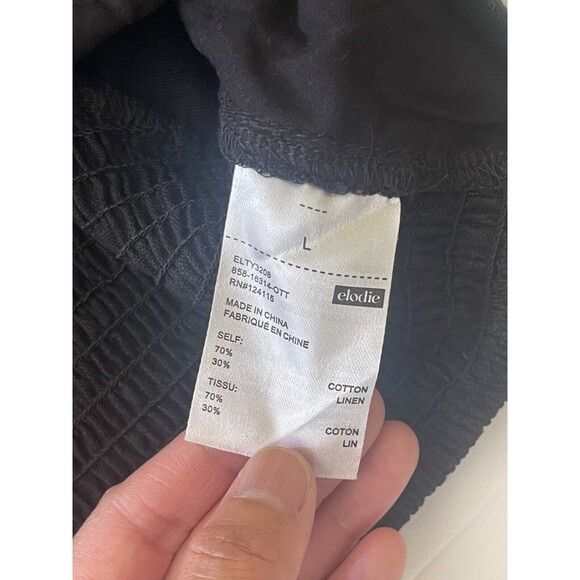 L
ELTY3208
858-16314-OTT
RN#124115
elodie
MADE IN CHINA
FABRIQUÉ EN CHINE
SELF:
70% COTTON
30% LINEN
TISSU:
70% COTON
30% LIN